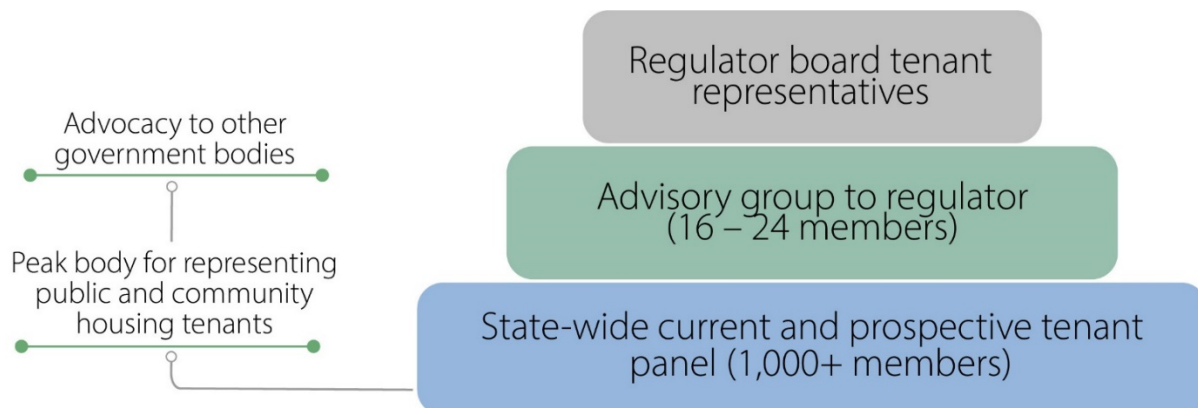 Regulator board tenant
representatives
Advocacy to other
government bodies
Advisory group to regulator
(16 – 24 members)
Peak body for representing
public and community
housing tenants
State-wide current and prospective tenant
panel (1,000+ members)